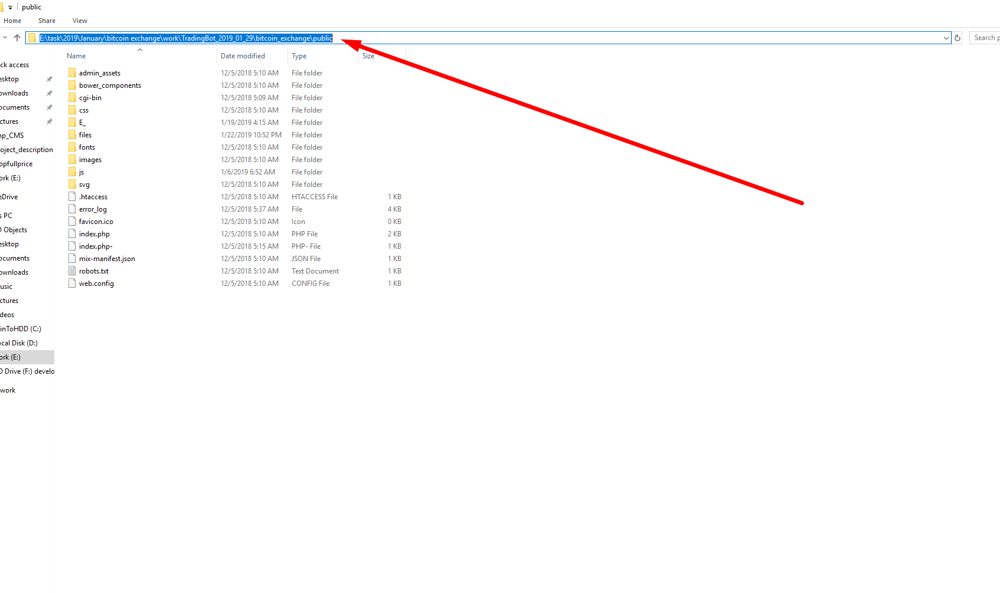 public
Home Share View
E:\task\2019\January\bitcoin exchange\work\TradingBot_2019_01_29\bitcoin_exchange\public
Search p
ck access
esktop
ownloads
ocuments
ctures
np_CMS
oject_description
opfullprice
ork (E:)
eDrive
s PC
D Objects
esktop
ocuments
ownloads
usic
ctures
deos
inToHDD (C:)
ocal Disk (D:)
ork (E:)
D Drive (F:) develo
work
Name Date modified Type Size
admin_assets 12/5/2018 5:10 AM File folder
bower_components 12/5/2018 5:10 AM File folder
cgi-bin 12/5/2018 5:09 AM File folder
css 12/5/2018 5:10 AM File folder
E_ 1/19/2019 4:15 AM File folder
files 1/22/2019 10:52 PM File folder
fonts 12/5/2018 5:10 AM File folder
images 12/5/2018 5:10 AM File folder
js 1/6/2019 6:52 AM File folder
svg 12/5/2018 5:10 AM File folder
.htaccess 12/5/2018 5:10 AM HTACCESS File 1 KB
error_log 12/5/2018 5:37 AM File 4 KB
favicon.ico 12/5/2018 5:10 AM Icon 0 KB
index.php 12/5/2018 5:10 AM PHP File 2 KB
index.php- 12/5/2018 5:15 AM PHP- File 1 KB
mix-manifest.json 12/5/2018 5:10 AM JSON File 1 KB
robots.txt 12/5/2018 5:10 AM Text Document 1 KB
web.config 12/5/2018 5:10 AM CONFIG File 1 KB